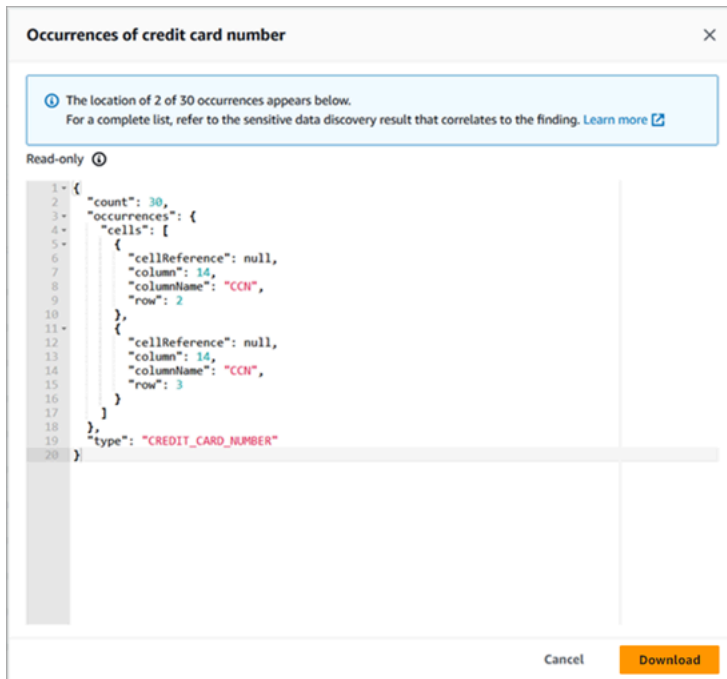 Occurrences of credit card number
The location of 2 of 30 occurrences appears below.
For a complete list, refer to the sensitive data discovery result that correlates to the finding. Learn more
Read-only
1 {
2 "count": 30,
3 "occurrences": {
4 "cells": [
5 {
6 "cellReference": null,
7 "column": 14,
8 "columnName": "CCN",
9 "row": 2
10 },
11 {
12 "cellReference": null,
13 "column": 14,
14 "columnName": "CCN",
15 "row": 3
16 }
17 ]
18 },
19 "type": "CREDIT_CARD_NUMBER"
20 }
Cancel Download